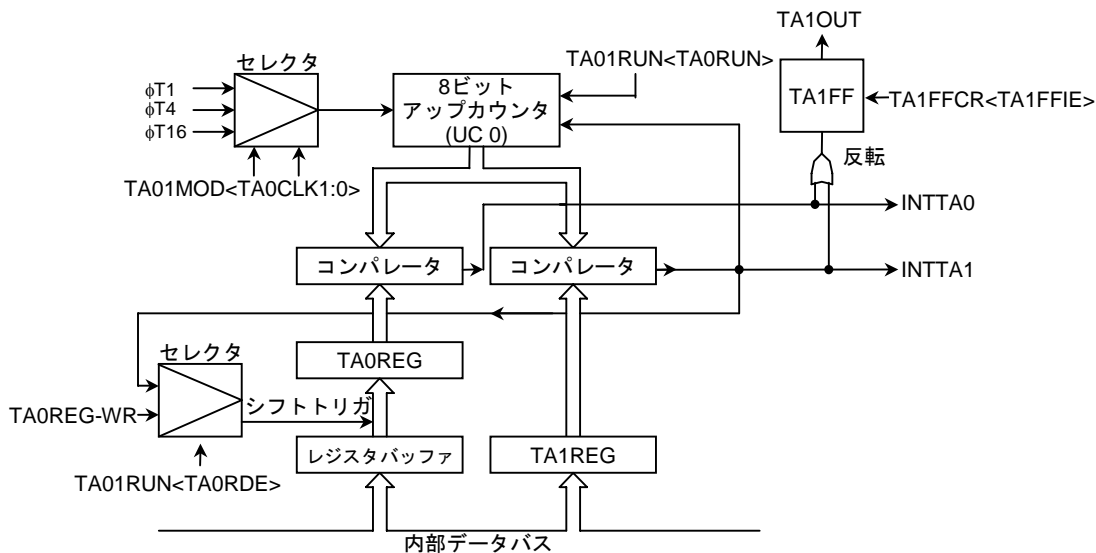 TA1OUT
セレクタ
TA01RUN<TA0RUN>
φT1
φT4
φT16
8ビット
アップカウンタ
(UC 0)
TA1FF
TA1FFCR<TA1FFIE>
反転
TA01MOD<TA0CLK1:0>
INTTA0
コンパレータ
コンパレータ
INTTA1
セレクタ
TA0REG
TA0REG-WR
シフトトリガ
レジスタバッファ
TA1REG
TA01RUN<TA0RDE>
内部データバス